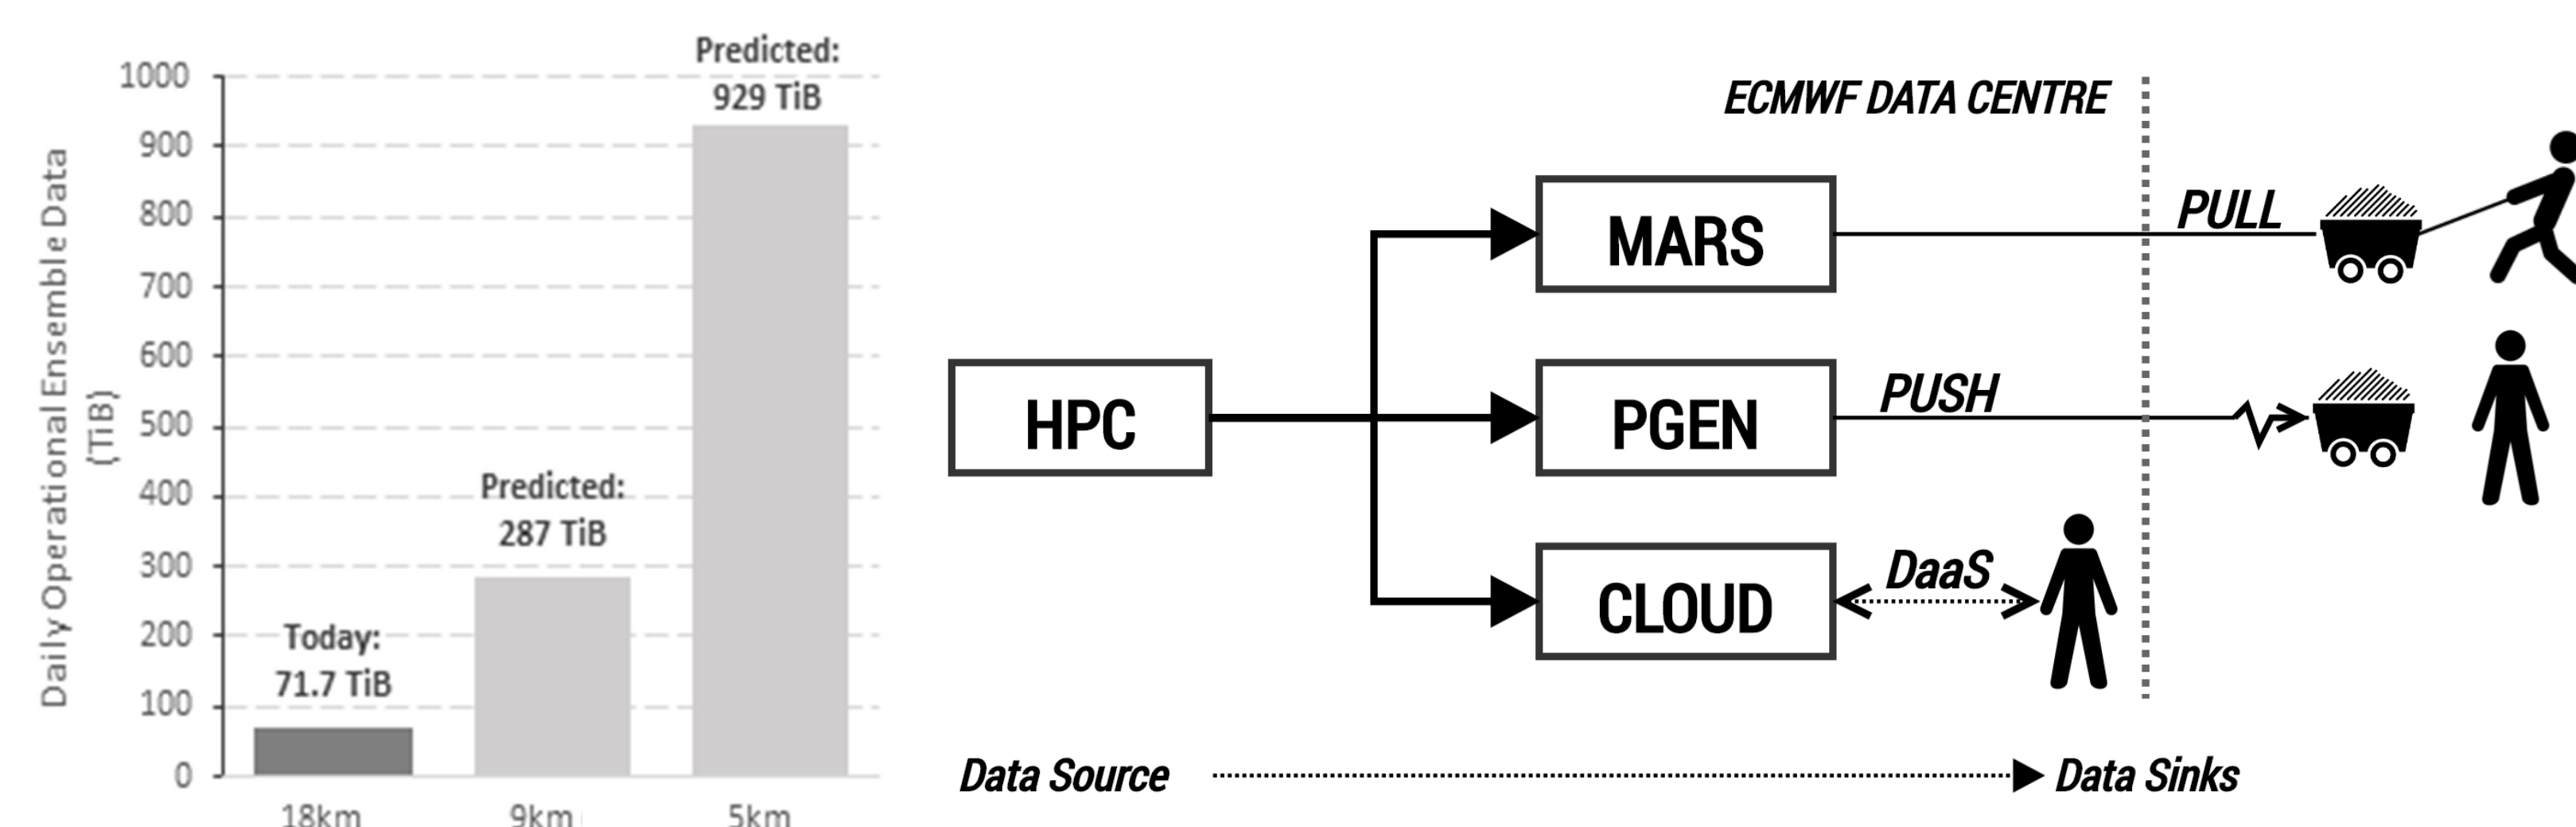 Daily Operational Ensemble Data
(TiB)
1000
900
800
700
600
500
400
300
200
100
0
Today:
71.7 TiB
Predicted:
287 TiB
Predicted:
929 TiB
18km
9km
5km
ECMWF DATA CENTRE
HPC
MARS
PULL
PGEN
PUSH
CLOUD
DaaS
Data Source
Data Sinks